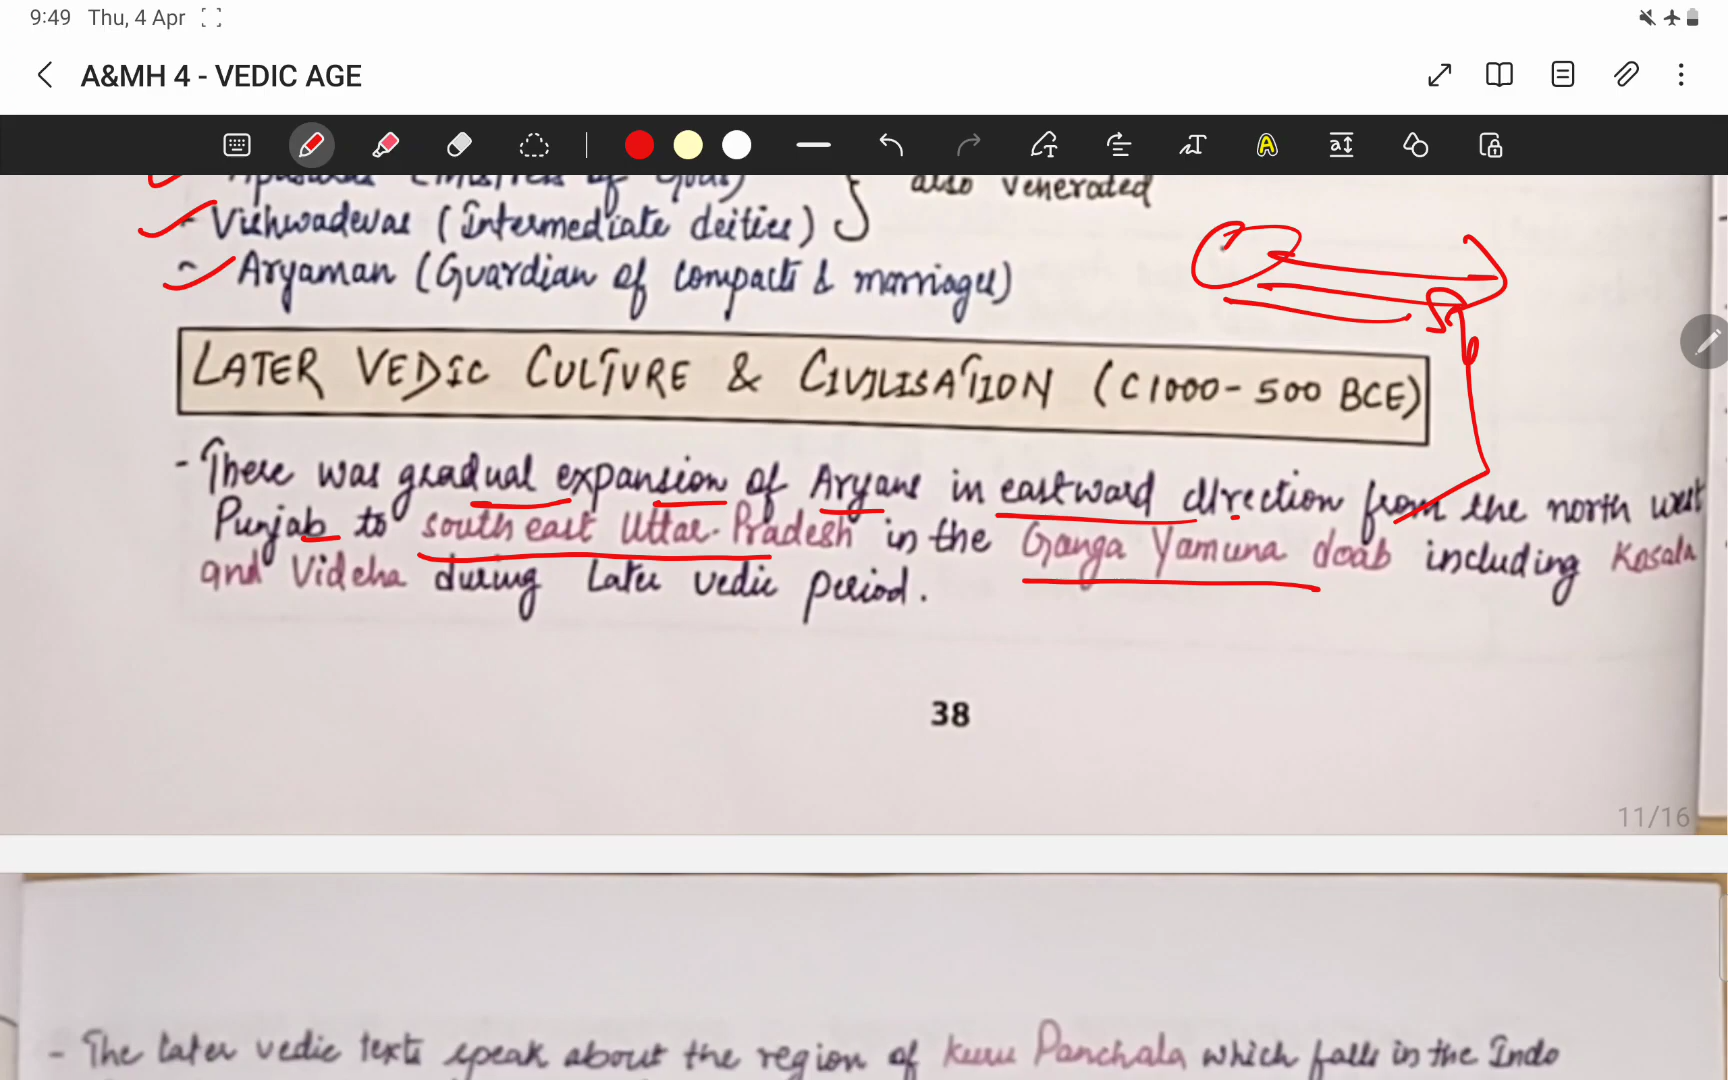 9:49 Thu, 4 Apr
A&MH 4 - VEDIC AGE
(Mistress of Gods) also venerated
- Vishwadevas (Intermediate deities)
- Aryaman (Guardian of compacts & marriages)
LATER VEDIC CULTURE & CIVILISATION (C1000-500 BCE)
- There was gradual expansion of Aryans in eastward direction from the north west
Punjab to south east Uttar-Pradesh in the Ganga Yamuna doab including Kosala
and Videha during Later vedic period.
38
11/16
- The later vedic texts speak about the region of kuru Panchala which falls in the Indo